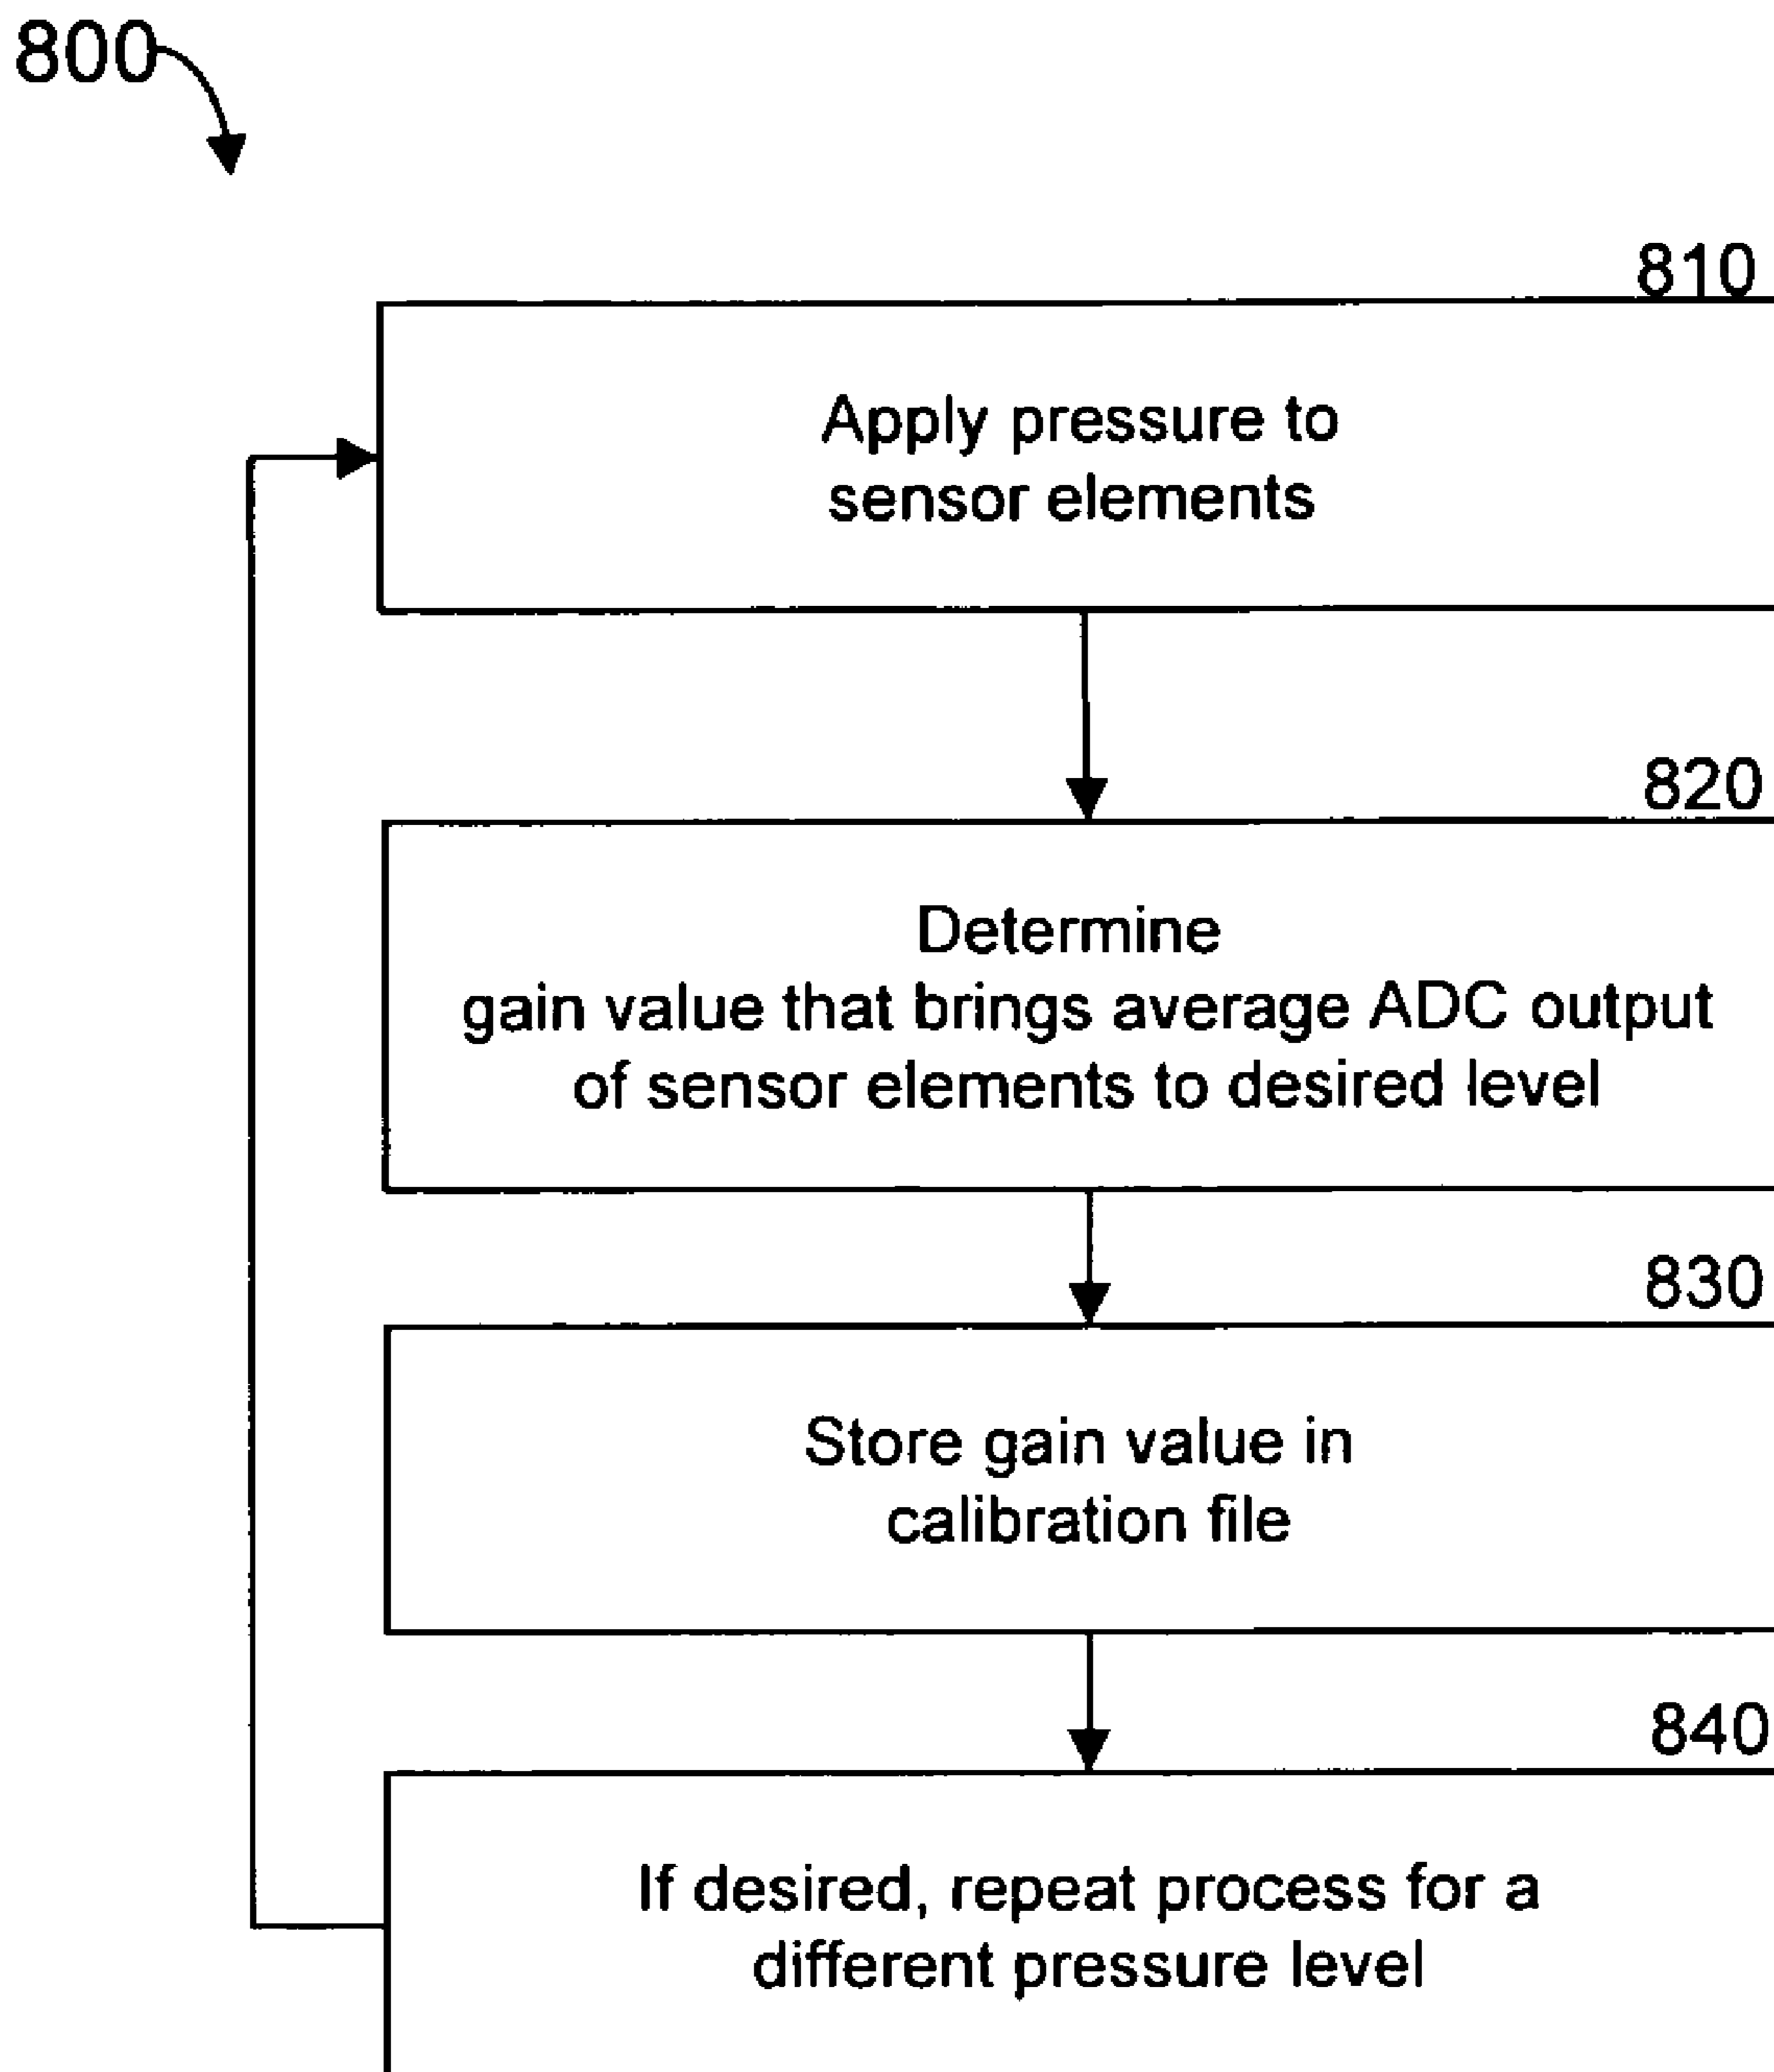 800
810
Apply pressure to
sensor elements
820
Determine
gain value that brings average ADC output
of sensor elements to desired level
830
Store gain value in
calibration file
840
If desired, repeat process for a
different pressure level